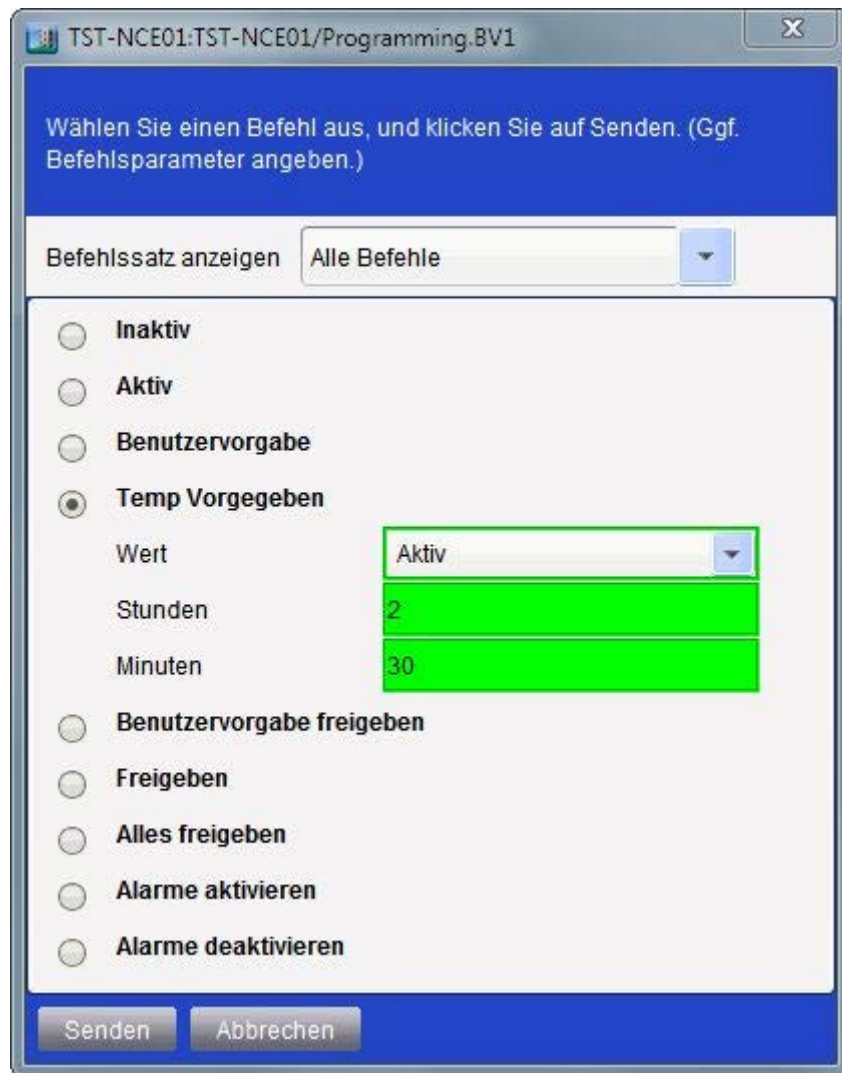 TST-NCE01:TST-NCE01/Programming.BV1
Wählen Sie einen Befehl aus, und klicken Sie auf Senden. (Ggf.
Befehlsparameter angeben.)
Befehlssatz anzeigen Alle Befehle
Inaktiv
Aktiv
Benutzervorgabe
Temp Vorgegeben
Wert Aktiv
Stunden 2
Minuten 30
Benutzervorgabe freigeben
Freigeben
Alles freigeben
Alarme aktivieren
Alarme deaktivieren
Senden Abbrechen